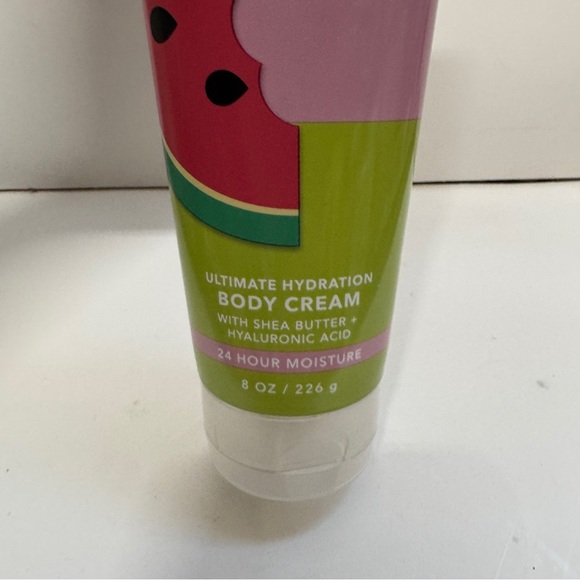 ULTIMATE HYDRATION
BODY CREAM
WITH SHEA BUTTER +
HYALURONIC ACID
24 HOUR MOISTURE
8 OZ / 226 g